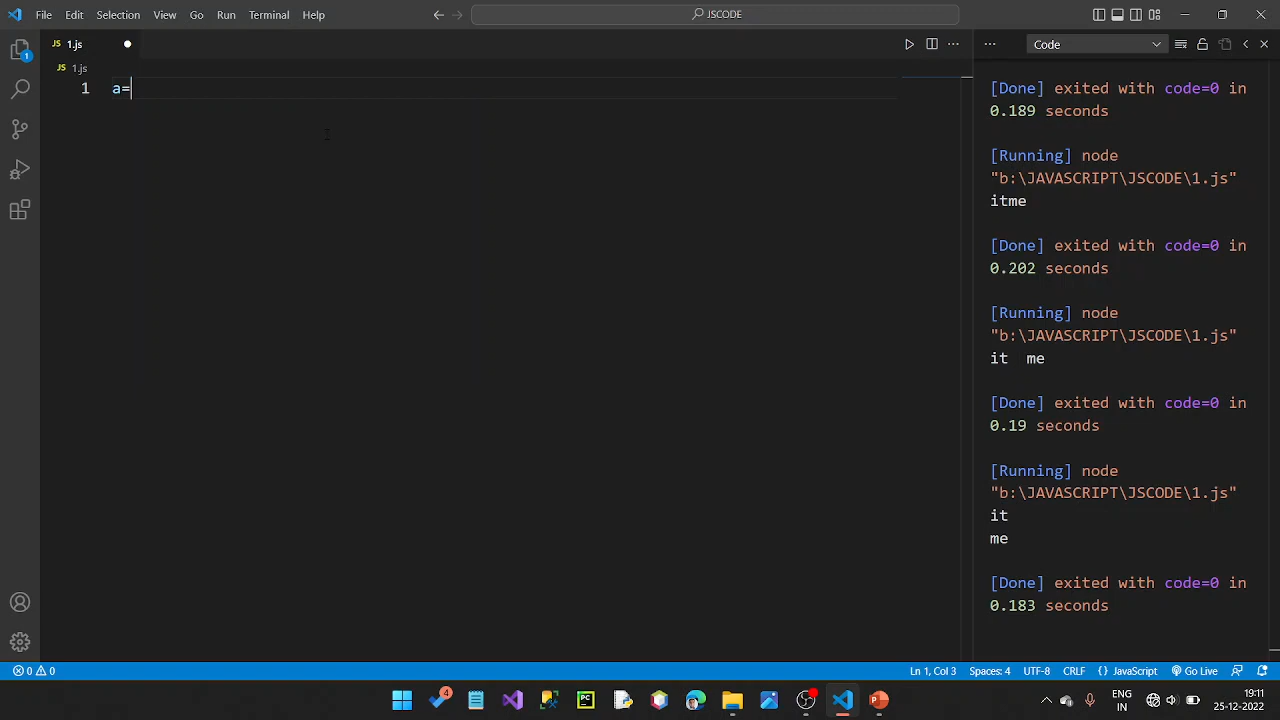 File Edit Selection View Go Run Terminal Help JSCODE
JS 1.js Code
JS 1.js
1 a=
[Done] exited with code=0 in
0.189 seconds
[Running] node
"b:\JAVASCRIPT\JSCODE\1.js"
itme
[Done] exited with code=0 in
0.202 seconds
[Running] node
"b:\JAVASCRIPT\JSCODE\1.js"
it  me
[Done] exited with code=0 in
0.19 seconds
[Running] node
"b:\JAVASCRIPT\JSCODE\1.js"
it
me
[Done] exited with code=0 in
0.183 seconds
1
0 0 Ln 1, Col 3 Spaces: 4 UTF-8 CRLF {} JavaScript Go Live
4 PC ENG 19:11
IN 25-12-2022